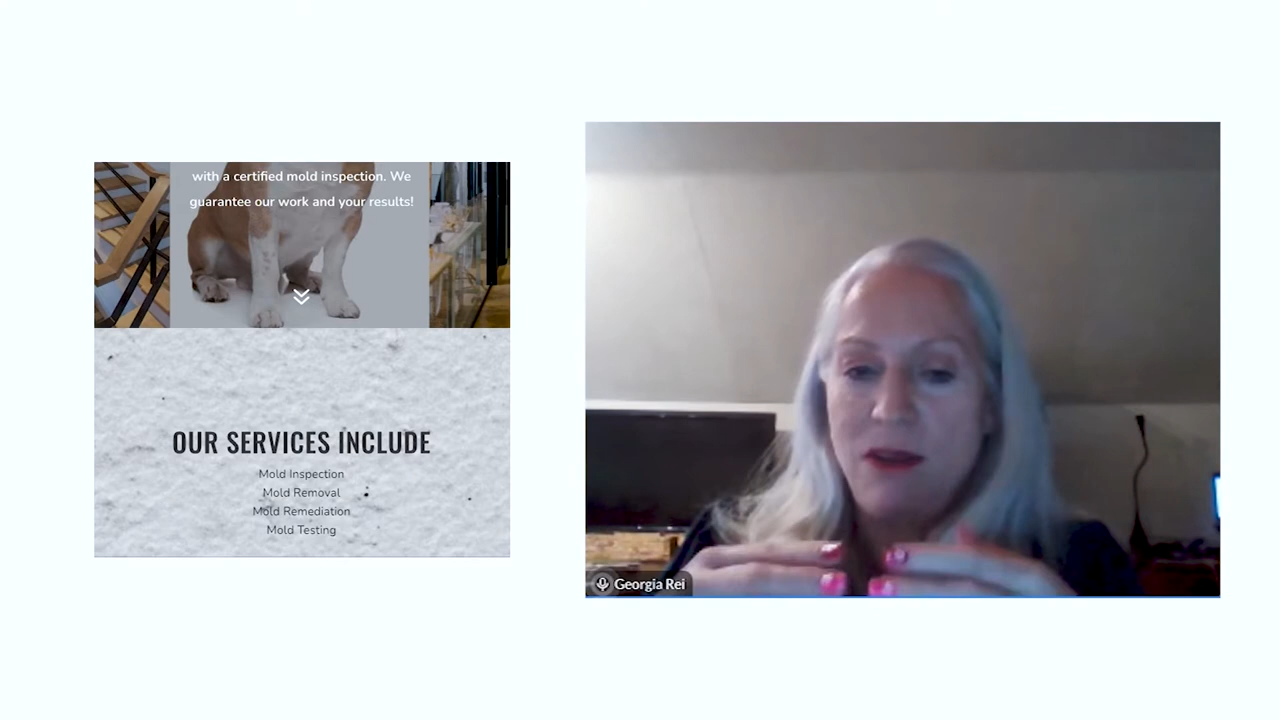 with a certified mold inspection. We
guarantee our work and your results!
OUR SERVICES INCLUDE
Mold Inspection
Mold Removal
Mold Remediation
Mold Testing
Georgia Rei